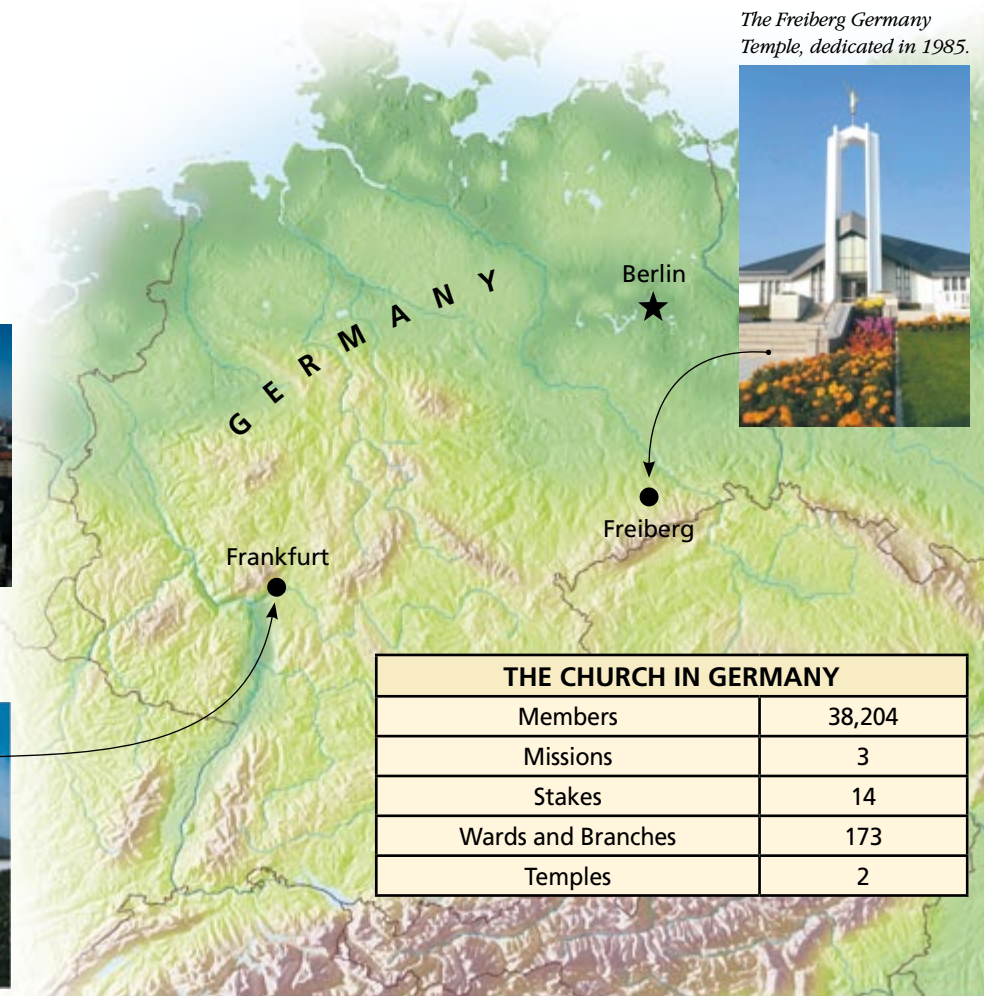 The Freiberg Germany
Temple, dedicated in 1985.
GERMANY
Berlin
Freiberg
Frankfurt
THE CHURCH IN GERMANY
Members 38,204
Missions 3
Stakes 14
Wards and Branches 173
Temples 2